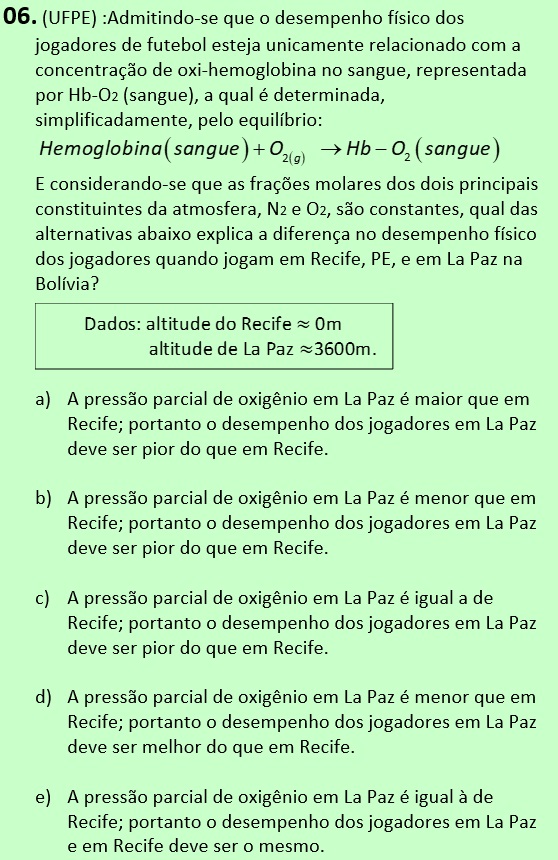 06. (UFPE) :Admitindo-se que o desempenho físico dos
jogadores de futebol esteja unicamente relacionado com a
concentração de oxi-hemoglobina no sangue, representada
por Hb-O2 (sangue), a qual é determinada,
simplificadamente, pelo equilíbrio:
Hemoglobina(sangue)+O2(g) → Hb−O2(sangue)
E considerando-se que as frações molares dos dois principais
constituintes da atmosfera, N2 e O2, são constantes, qual das
alternativas abaixo explica a diferença no desempenho físico
dos jogadores quando jogam em Recife, PE, e em La Paz na
Bolívia?
Dados: altitude do Recife ≈ 0m
altitude de La Paz ≈3600m.
a) A pressão parcial de oxigênio em La Paz é maior que em
Recife; portanto o desempenho dos jogadores em La Paz
deve ser pior do que em Recife.
b) A pressão parcial de oxigênio em La Paz é menor que em
Recife; portanto o desempenho dos jogadores em La Paz
deve ser pior do que em Recife.
c) A pressão parcial de oxigênio em La Paz é igual a de
Recife; portanto o desempenho dos jogadores em La Paz
deve ser pior do que em Recife.
d) A pressão parcial de oxigênio em La Paz é menor que em
Recife; portanto o desempenho dos jogadores em La Paz
deve ser melhor do que em Recife.
e) A pressão parcial de oxigênio em La Paz é igual à de
Recife; portanto o desempenho dos jogadores em La Paz
e em Recife deve ser o mesmo.